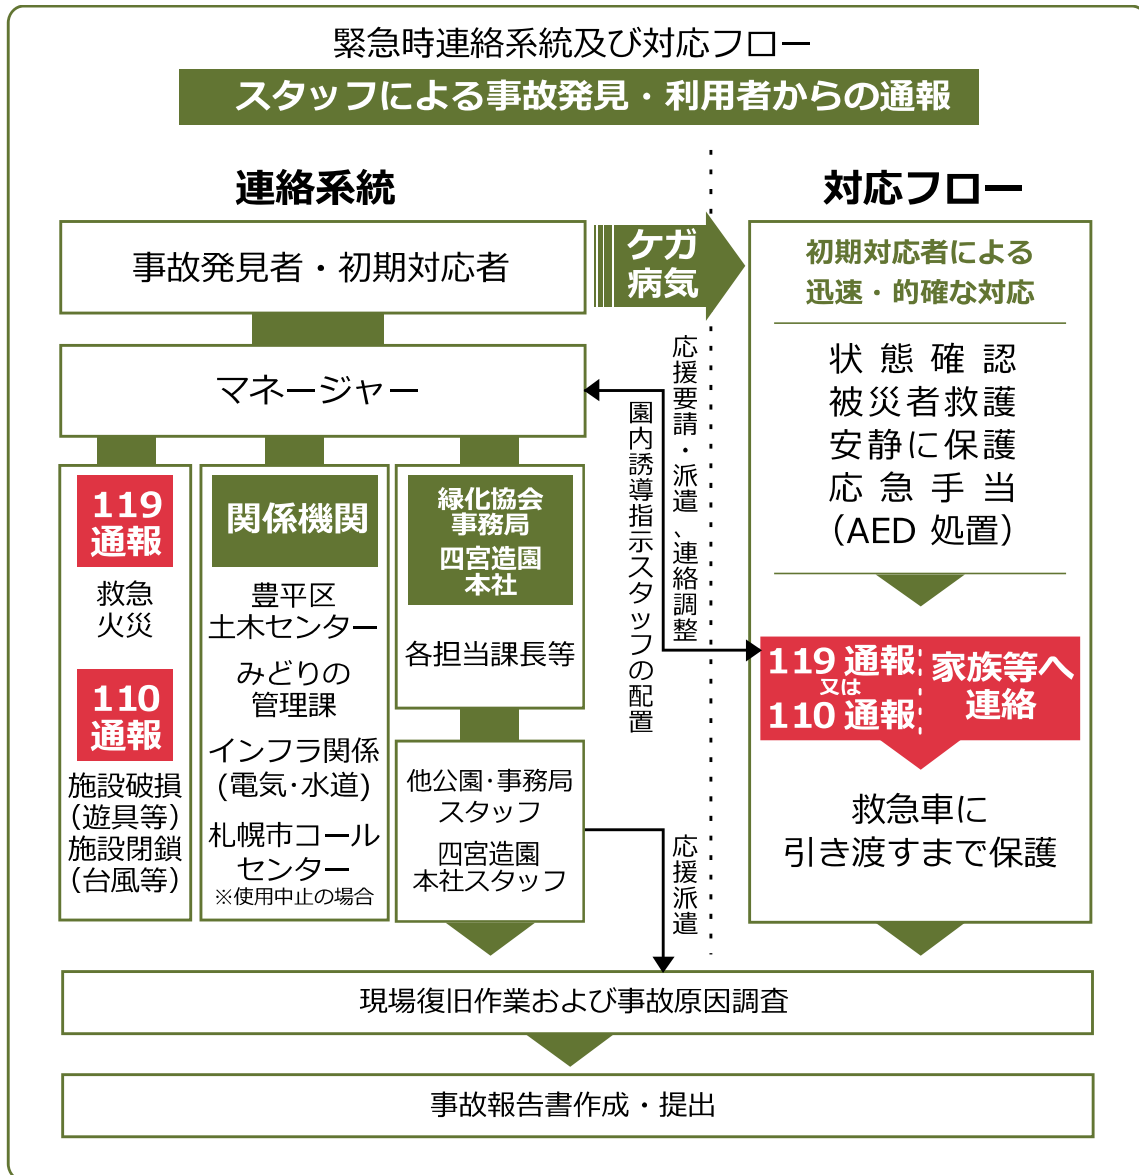 緊急時連絡系統及び対応フロー
スタッフによる事故発見・利用者からの通報
連絡系統
事故発見者・初期対応者
マネージャー
119
通報
救急
火災
110
通報
施設破損
(遊具等)
施設閉鎖
(台風等)
関係機関
豊平区
土木センター
みどりの
管理課
インフラ関係
(電気・水道)
札幌市コール
センター
※使用中止の場合
緑化協会
事務局
四宮造園
本社
各担当課長等
他公園・事務局
スタッフ
四宮造園
本社スタッフ
ケガ
病気
応援要請・派遣、連絡調整
園内誘導指示スタッフの配置
応援派遣
対応フロー
初期対応者による
迅速・的確な対応
状態確認
被災者救護
安静に保護
応急手当
(AED 処置)
119 通報
又は
110 通報
家族等へ
連絡
救急車に
引き渡すまで保護
現場復旧作業および事故原因調査
事故報告書作成・提出